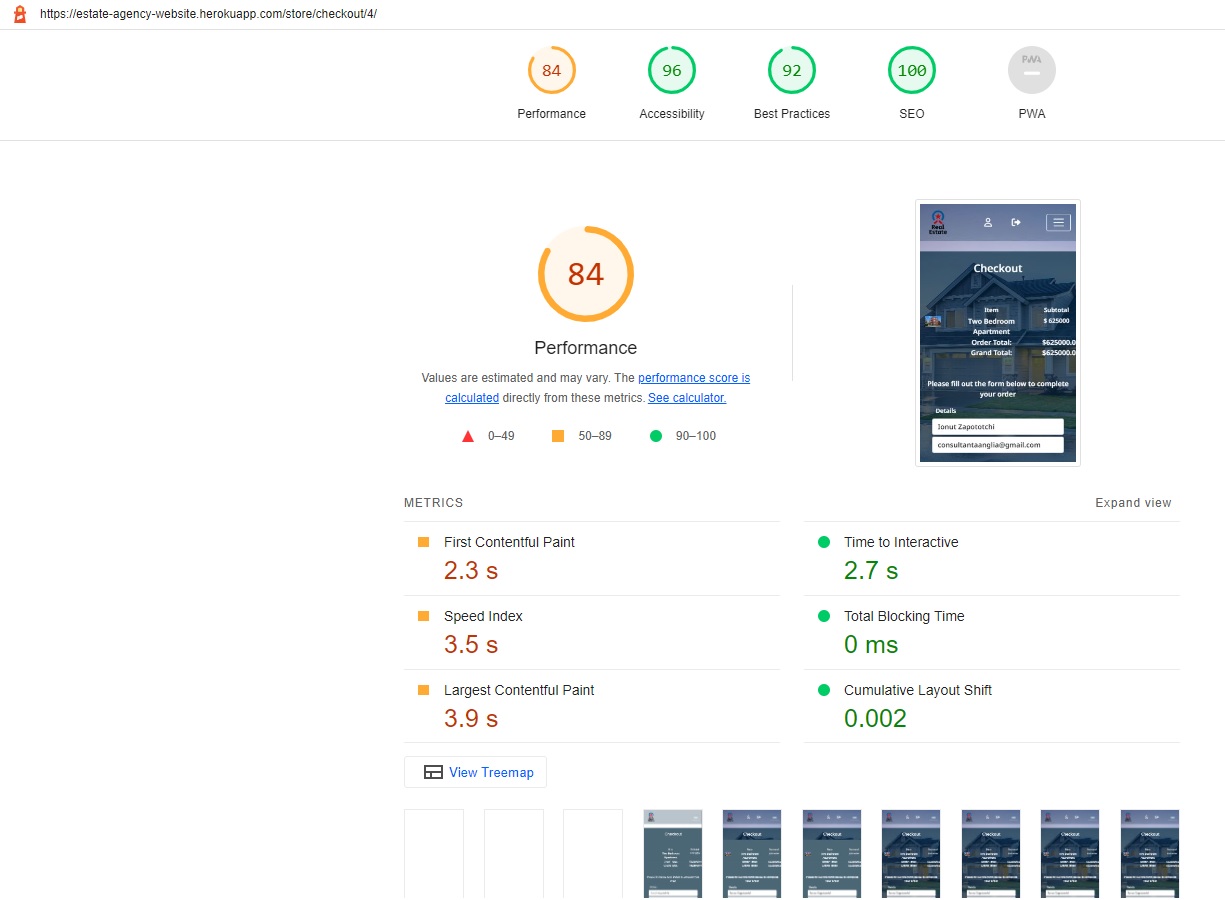 https://estate-agency-website.herokuapp.com/store/checkout/4/
84
96
92
100
PWA
Performance
Accessibility
Best Practices
SEO
PWA
84
Performance
Values are estimated and may vary. The performance score is
calculated directly from these metrics. See calculator.
0–49
50–89
90–100
Real
Estate
Checkout
Item
Subtotal
Two Bedroom
Apartment
$ 625000
Order Total:
$625000.0
Grand Total:
$625000.0
Please fill out the form below to complete
your order
Details
Ionut Zapototchi
consultantaanglia@gmail.com
METRICS
Expand view
First Contentful Paint
2.3 s
Time to Interactive
2.7 s
Speed Index
3.5 s
Total Blocking Time
0 ms
Largest Contentful Paint
3.9 s
Cumulative Layout Shift
0.002
View Treemap
Checkout
Checkout
Checkout
Checkout
Checkout
Checkout
Checkout